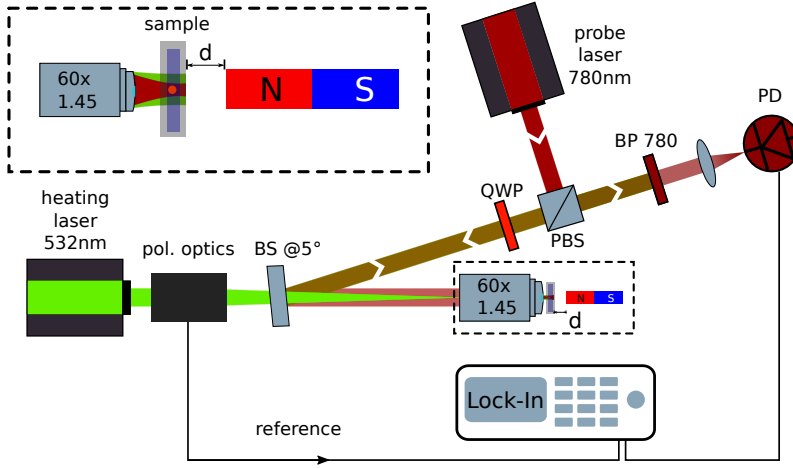 sample
d
60x
1.45
N
S
probe
laser
780nm
PD
BP 780
QWP
PBS
heating
laser
532nm
pol. optics
BS @5°
60x
1.45
N
S
d
Lock-In
reference